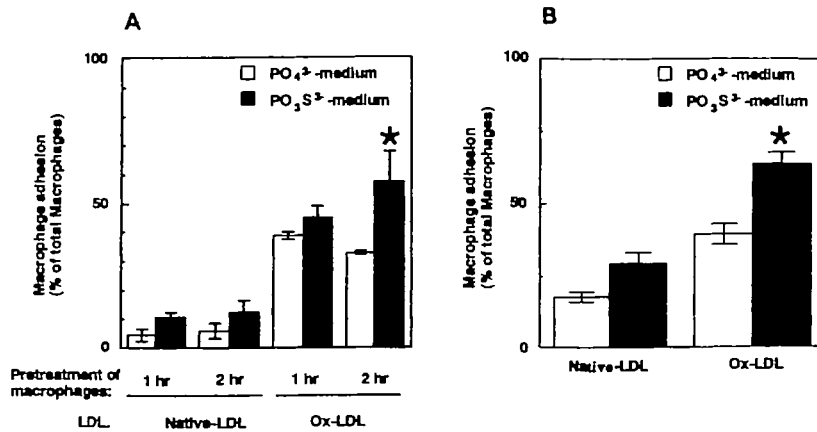 A
Macrophage adhesion
(% of total Macrophages)
100
50
0
PO₄³⁻-medium
PO₃S³⁻-medium
★
Pretreatment of
macrophages:
1 hr 2 hr 1 hr 2 hr
LDL. Native-LDL Ox-LDL
B
Macrophage adhesion
(% of total Macrophages)
100
50
0
PO₄³⁻-medium
PO₃S³⁻-medium
★
Native-LDL Ox-LDL